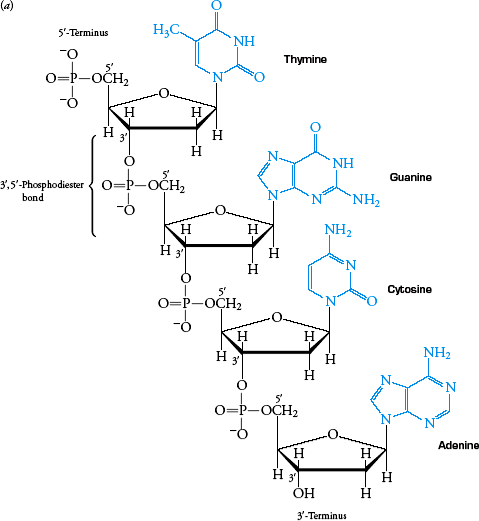 (a)
5′-Terminus
⁻O
O=P—OCH₂
⁻O
5′
H₃C
O
NH
N
O
Thymine
O
H
H
H
H
H
3′
3′,5′-Phosphodiester
bond
O
O=P—OCH₂
⁻O
5′
O
N
NH
N
N
NH₂
Guanine
O
H
H
H
H
H
3′
O
O=P—OCH₂
⁻O
5′
NH₂
N
N
O
Cytosine
O
H
H
H
H
H
3′
O
O=P—OCH₂
⁻O
5′
NH₂
N
N
N
N
Adenine
O
H
H
H
H
H
3′
OH
3′-Terminus